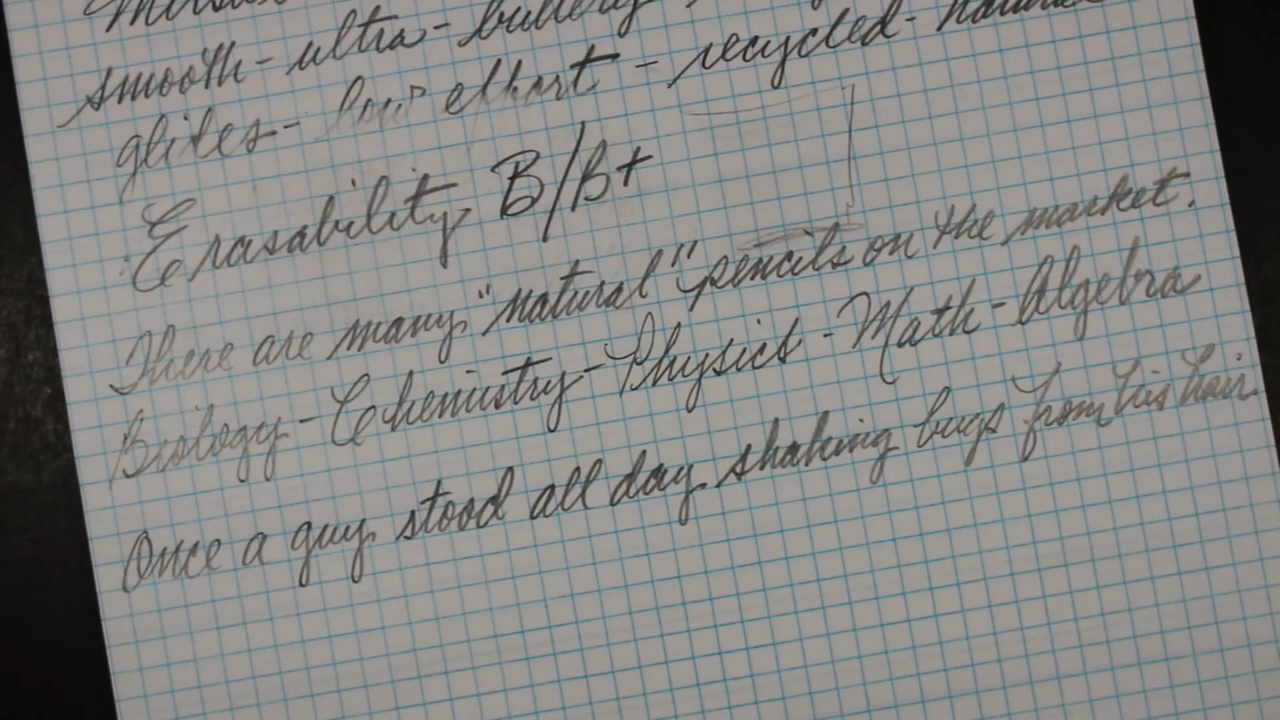 smooth - ultra - buttery
glides - low effort - recycled - natural
Erasability B/B+
There are many "natural" pencils on the market.
Biology - Chemistry - Physics - Math - Algebra
Once a guy stood all day shaking bugs from his hair.